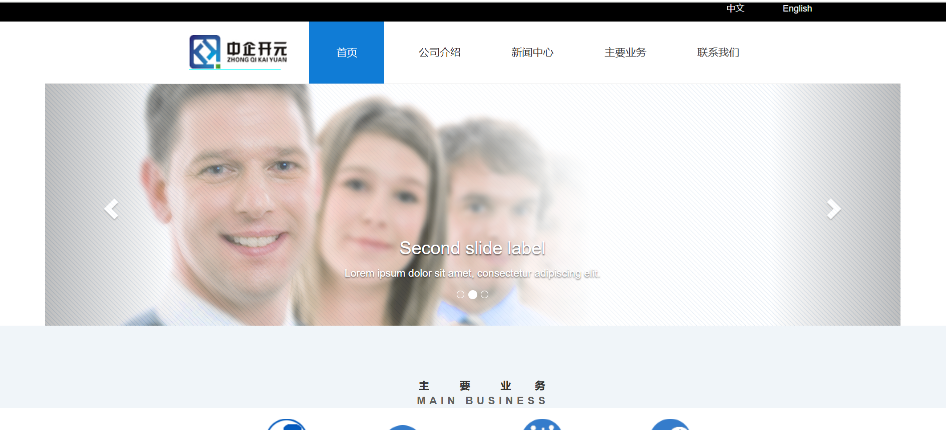 中文 English
中企开元
ZHONG QI KAI YUAN
首页 公司介绍 新闻中心 主要业务 联系我们
Second slide label
Lorem ipsum dolor sit amet, consectetur adipiscing elit.
主 要 业 务
MAIN BUSINESS